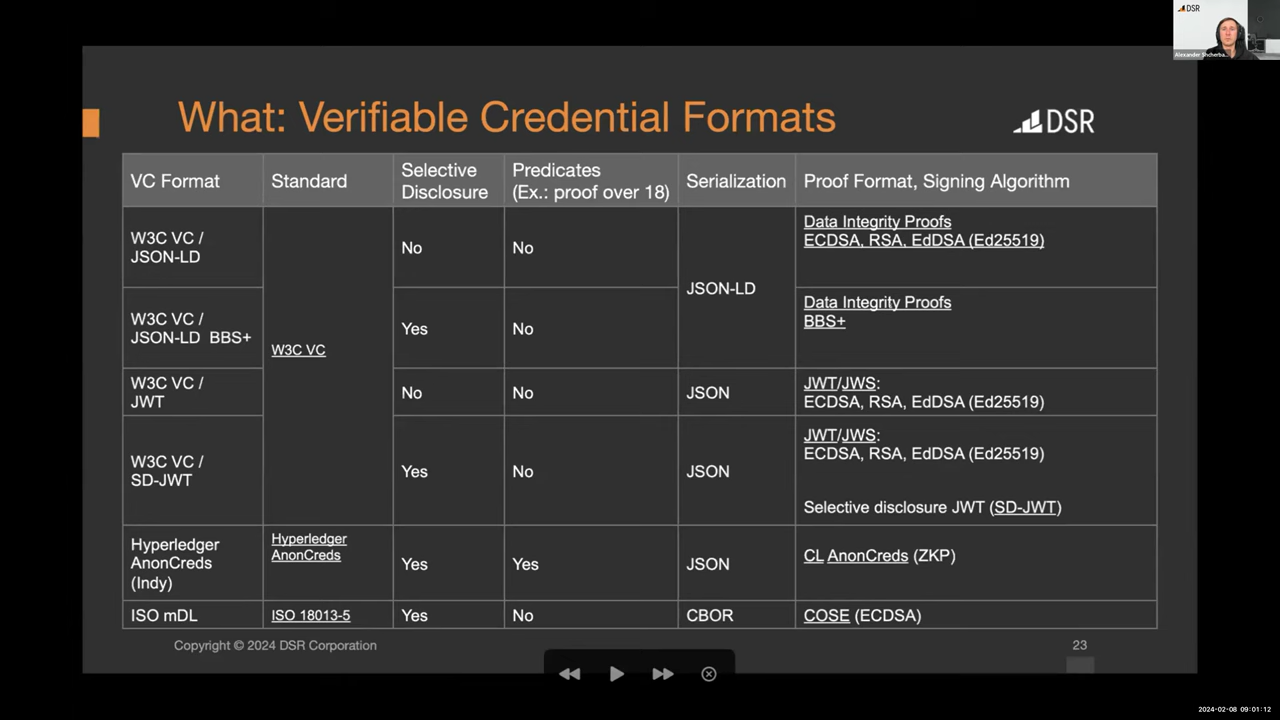 DSR
Alexander Shcherba...
What: Verifiable Credential Formats
DSR
VC Format
Standard
Selective
Disclosure
Predicates
(Ex.: proof over 18)
Serialization
Proof Format, Signing Algorithm
W3C VC /
JSON-LD
W3C VC
No
No
JSON-LD
Data Integrity Proofs
ECDSA, RSA, EdDSA (Ed25519)
W3C VC /
JSON-LD BBS+
Yes
No
Data Integrity Proofs
BBS+
W3C VC /
JWT
No
No
JSON
JWT/JWS:
ECDSA, RSA, EdDSA (Ed25519)
W3C VC /
SD-JWT
Yes
No
JSON
JWT/JWS:
ECDSA, RSA, EdDSA (Ed25519)
Selective disclosure JWT (SD-JWT)
Hyperledger
AnonCreds
(Indy)
Hyperledger
AnonCreds
Yes
Yes
JSON
CL AnonCreds (ZKP)
ISO mDL
ISO 18013-5
Yes
No
CBOR
COSE (ECDSA)
Copyright © 2024 DSR Corporation
23
2024-02-08 09:01:12